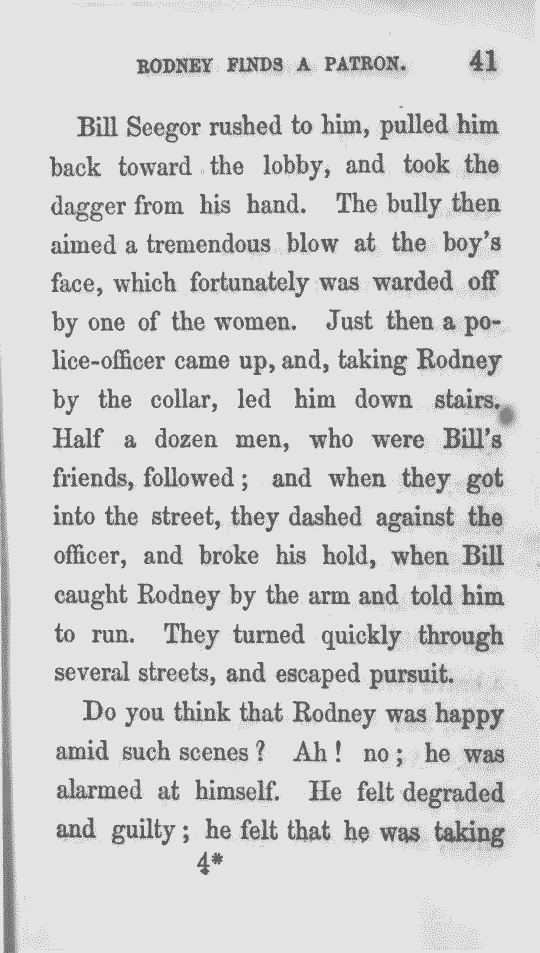 RODNEY FINDS A PATRON. 41
Bill Seegor rushed to him, pulled him
back toward the lobby, and took the
dagger from his hand. The bully then
aimed a tremendous blow at the boy's
face, which fortunately was warded off
by one of the women. Just then a po-
lice-officer came up, and, taking Rodney
by the collar, led him down stairs.
Half a dozen men, who were Bill's
friends, followed ; and when they got
into the street, they dashed against the
officer, and broke his hold, when Bill
caught Rodney by the arm and told him
to run. They turned quickly through
several streets, and escaped pursuit.
Do you think that Rodney was happy
amid such scenes ? Ah ! no ; he was
alarmed at himself. He felt degraded
and guilty ; he felt that he was taking
4*